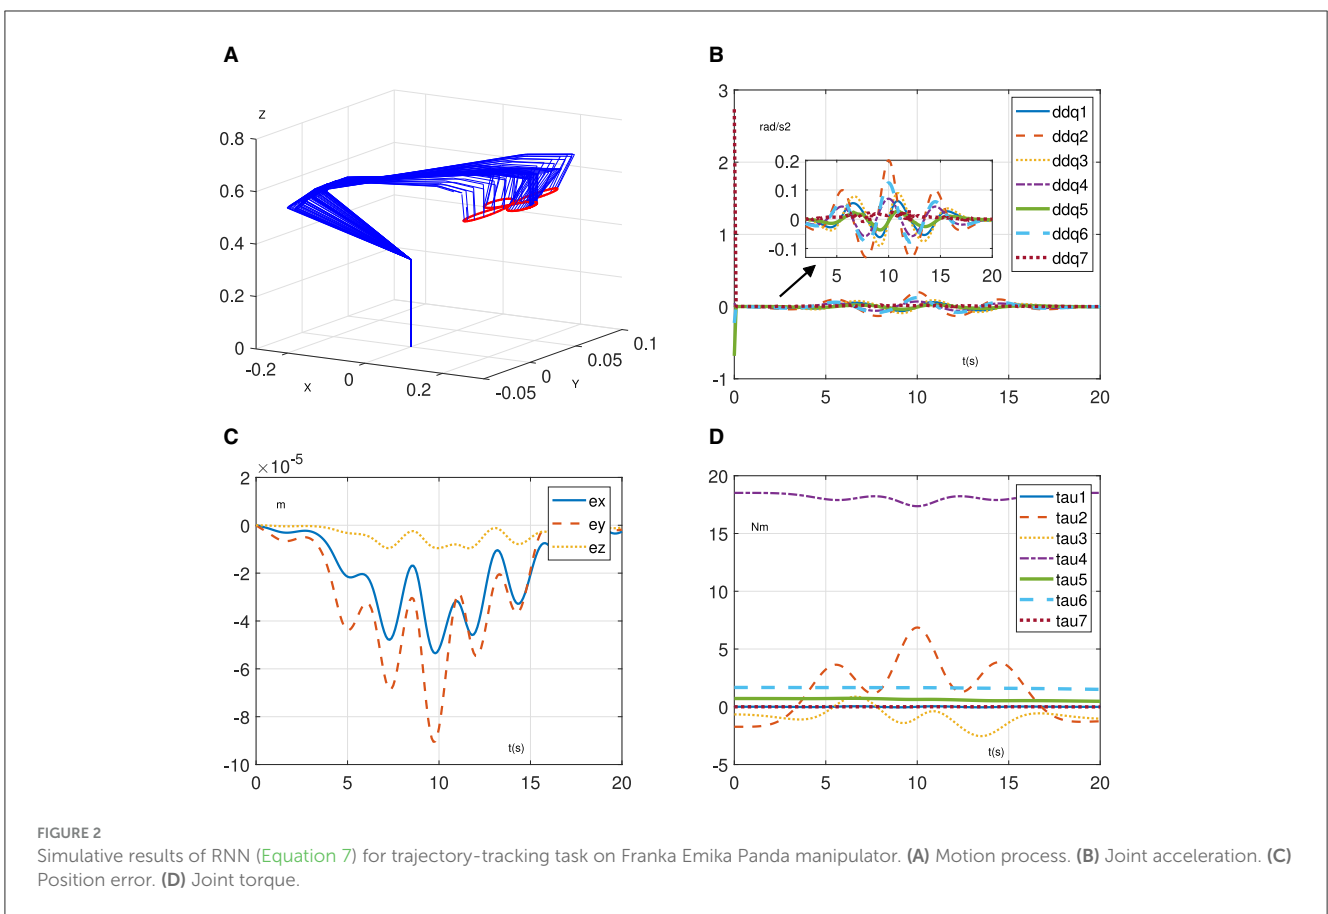 A
Z
0.8
0.6
0.4
0.2
0
-0.2
0
0.2
X
-0.05
0
0.05
0.1
Y
B
3
2
1
0
-1
rad/s2
0.2
0.1
0
-0.1
5
10
15
20
ddq1
ddq2
ddq3
ddq4
ddq5
ddq6
ddq7
t(s)
0
5
10
15
20
C
×10-5
2
0
-2
-4
-6
-8
-10
m
ex
ey
ez
t(s)
0
5
10
15
20
D
20
15
10
5
0
-5
Nm
tau1
tau2
tau3
tau4
tau5
tau6
tau7
t(s)
0
5
10
15
20
FIGURE 2
Simulative results of RNN (Equation 7) for trajectory-tracking task on Franka Emika Panda manipulator. (A) Motion process. (B) Joint acceleration. (C)
Position error. (D) Joint torque.